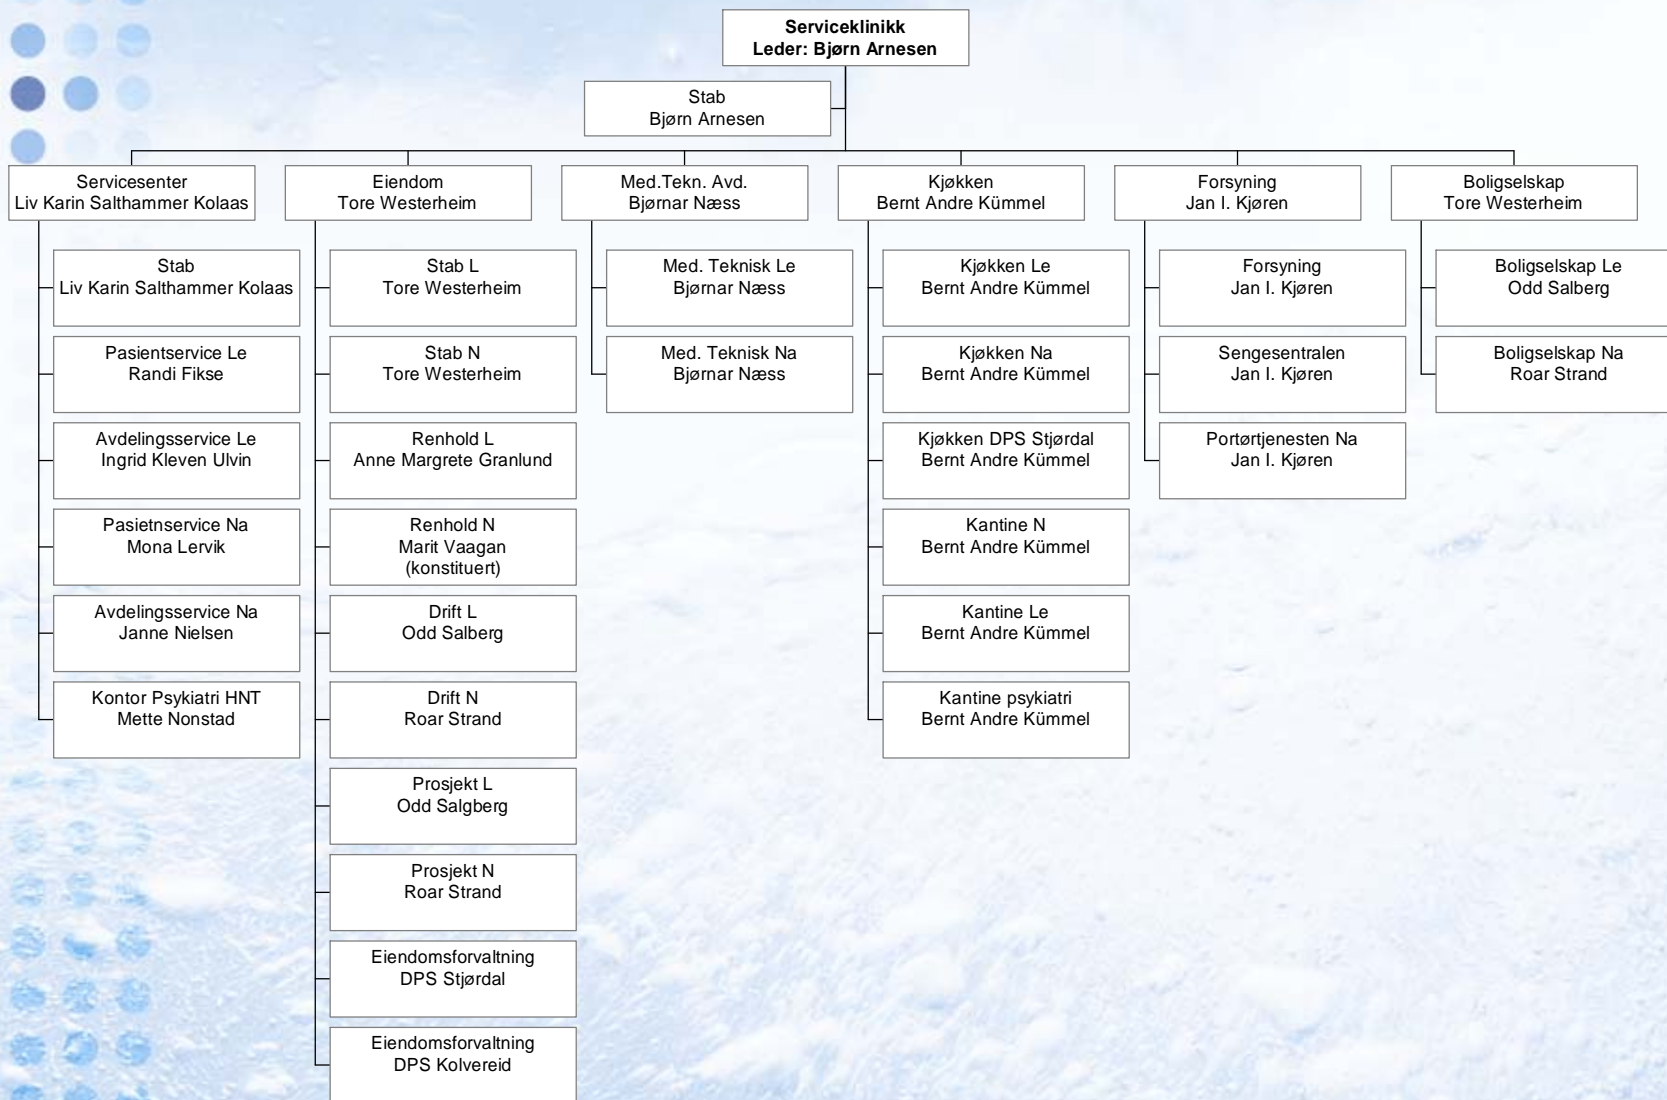 Serviceklinikk
Leder: Bjørn Arnesen
Stab
Bjørn Arnesen
Servicesenter
Liv Karin Salthammer Kolaas
Stab
Liv Karin Salthammer Kolaas
Pasientservice Le
Randi Fikse
Avdelingsservice Le
Ingrid Kleven Ulvin
Pasietnservice Na
Mona Lervik
Avdelingsservice Na
Janne Nielsen
Kontor Psykiatri HNT
Mette Nonstad
Eiendom
Tore Westerheim
Stab L
Tore Westerheim
Stab N
Tore Westerheim
Renhold L
Anne Margrete Granlund
Renhold N
Marit Vaagan
(konstituert)
Drift L
Odd Salberg
Drift N
Roar Strand
Prosjekt L
Odd Salgberg
Prosjekt N
Roar Strand
Eiendomsforvaltning
DPS Stjørdal
Eiendomsforvaltning
DPS Kolvereid
Med.Tekn. Avd.
Bjørnar Næss
Med. Teknisk Le
Bjørnar Næss
Med. Teknisk Na
Bjørnar Næss
Kjøkken
Bernt Andre Kümmel
Kjøkken Le
Bernt Andre Kümmel
Kjøkken Na
Bernt Andre Kümmel
Kjøkken DPS Stjørdal
Bernt Andre Kümmel
Kantine N
Bernt Andre Kümmel
Kantine Le
Bernt Andre Kümmel
Kantine psykiatri
Bernt Andre Kümmel
Forsyning
Jan I. Kjøren
Forsyning
Jan I. Kjøren
Sengesentralen
Jan I. Kjøren
Portørtjenesten Na
Jan I. Kjøren
Boligselskap
Tore Westerheim
Boligselskap Le
Odd Salberg
Boligselskap Na
Roar Strand